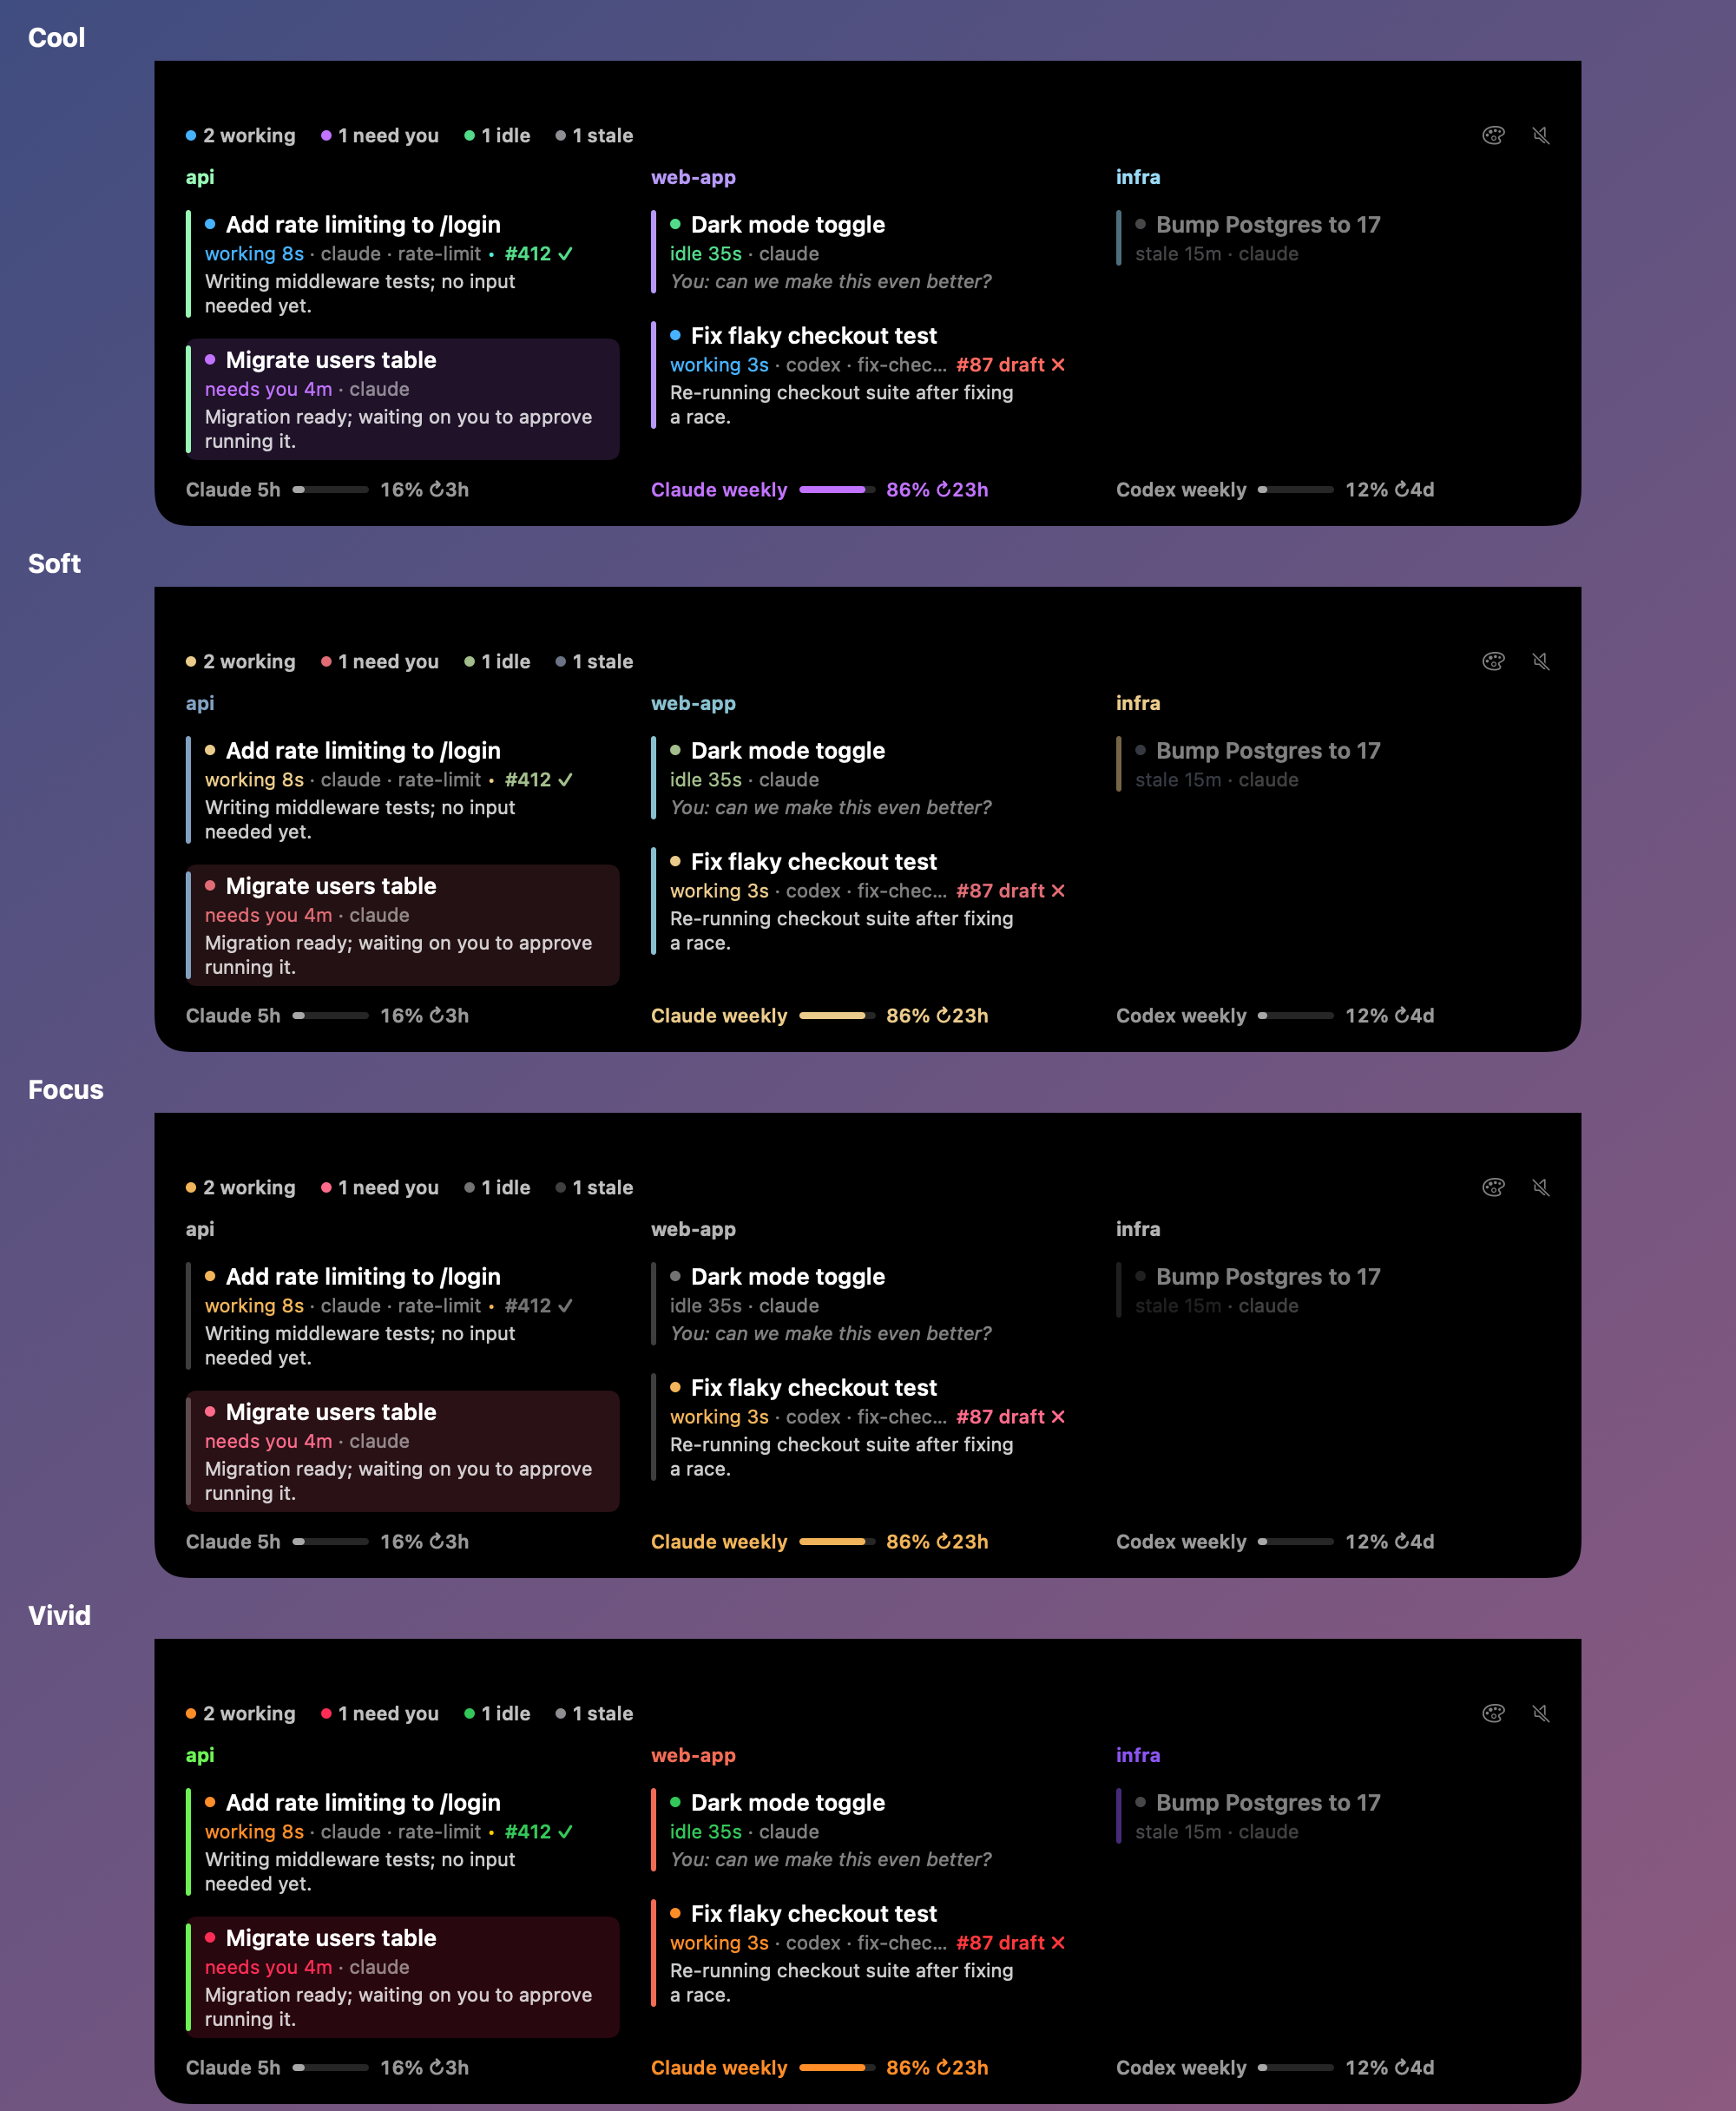 Cool
2 working 1 need you 1 idle 1 stale
api
Add rate limiting to /login
working 8s · claude · rate-limit • #412 ✓
Writing middleware tests; no input
needed yet.
Migrate users table
needs you 4m · claude
Migration ready; waiting on you to approve
running it.
web-app
Dark mode toggle
idle 35s · claude
You: can we make this even better?
Fix flaky checkout test
working 3s · codex · fix-chec... #87 draft ✕
Re-running checkout suite after fixing
a race.
infra
Bump Postgres to 17
stale 15m · claude
Claude 5h 16% ↻3h
Claude weekly 86% ↻23h
Codex weekly 12% ↻4d
Soft
2 working 1 need you 1 idle 1 stale
api
Add rate limiting to /login
working 8s · claude · rate-limit • #412 ✓
Writing middleware tests; no input
needed yet.
Migrate users table
needs you 4m · claude
Migration ready; waiting on you to approve
running it.
web-app
Dark mode toggle
idle 35s · claude
You: can we make this even better?
Fix flaky checkout test
working 3s · codex · fix-chec... #87 draft ✕
Re-running checkout suite after fixing
a race.
infra
Bump Postgres to 17
stale 15m · claude
Claude 5h 16% ↻3h
Claude weekly 86% ↻23h
Codex weekly 12% ↻4d
Focus
2 working 1 need you 1 idle 1 stale
api
Add rate limiting to /login
working 8s · claude · rate-limit • #412 ✓
Writing middleware tests; no input
needed yet.
Migrate users table
needs you 4m · claude
Migration ready; waiting on you to approve
running it.
web-app
Dark mode toggle
idle 35s · claude
You: can we make this even better?
Fix flaky checkout test
working 3s · codex · fix-chec... #87 draft ✕
Re-running checkout suite after fixing
a race.
infra
Bump Postgres to 17
stale 15m · claude
Claude 5h 16% ↻3h
Claude weekly 86% ↻23h
Codex weekly 12% ↻4d
Vivid
2 working 1 need you 1 idle 1 stale
api
Add rate limiting to /login
working 8s · claude · rate-limit • #412 ✓
Writing middleware tests; no input
needed yet.
Migrate users table
needs you 4m · claude
Migration ready; waiting on you to approve
running it.
web-app
Dark mode toggle
idle 35s · claude
You: can we make this even better?
Fix flaky checkout test
working 3s · codex · fix-chec... #87 draft ✕
Re-running checkout suite after fixing
a race.
infra
Bump Postgres to 17
stale 15m · claude
Claude 5h 16% ↻3h
Claude weekly 86% ↻23h
Codex weekly 12% ↻4d